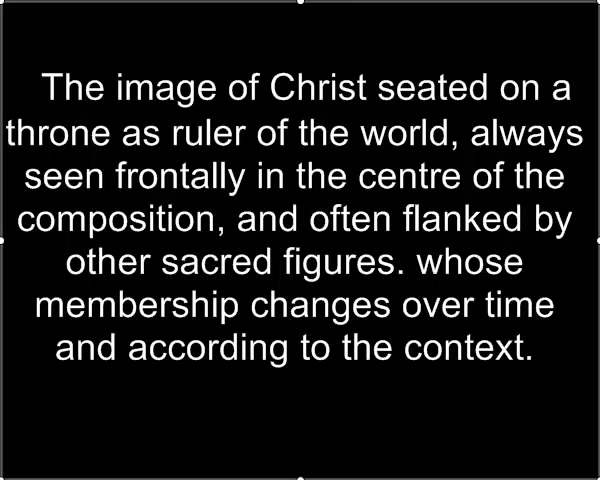 The image of Christ seated on a
throne as ruler of the world, always
seen frontally in the centre of the
composition, and often flanked by
other sacred figures. whose
membership changes over time
and according to the context.